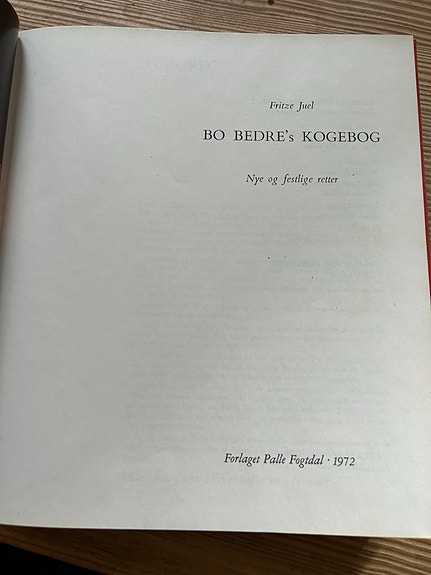 Fritze Juel
BO BEDRE's KOGEBOG
Nye og festlige retter
Forlaget Palle Fogtdal · 1972